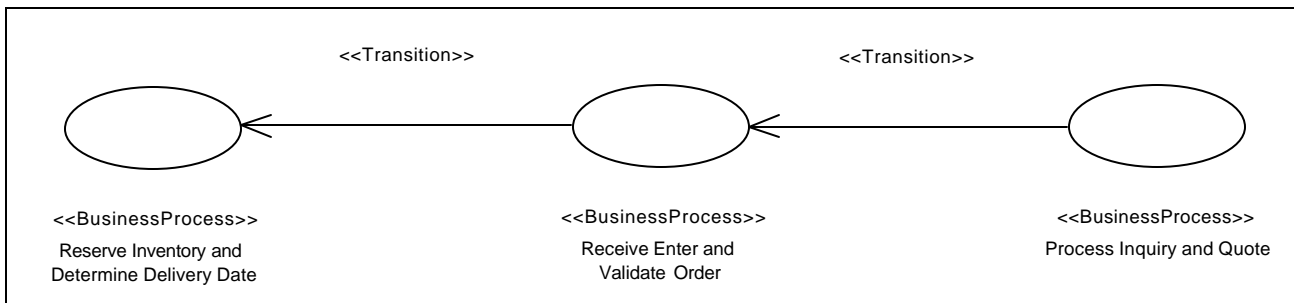 <<Transition>>
<<Transition>>
<<BusinessProcess>>
Reserve Inventory and
Determine Delivery Date
<<BusinessProcess>>
Receive Enter and
Validate Order
<<BusinessProcess>>
Process Inquiry and Quote